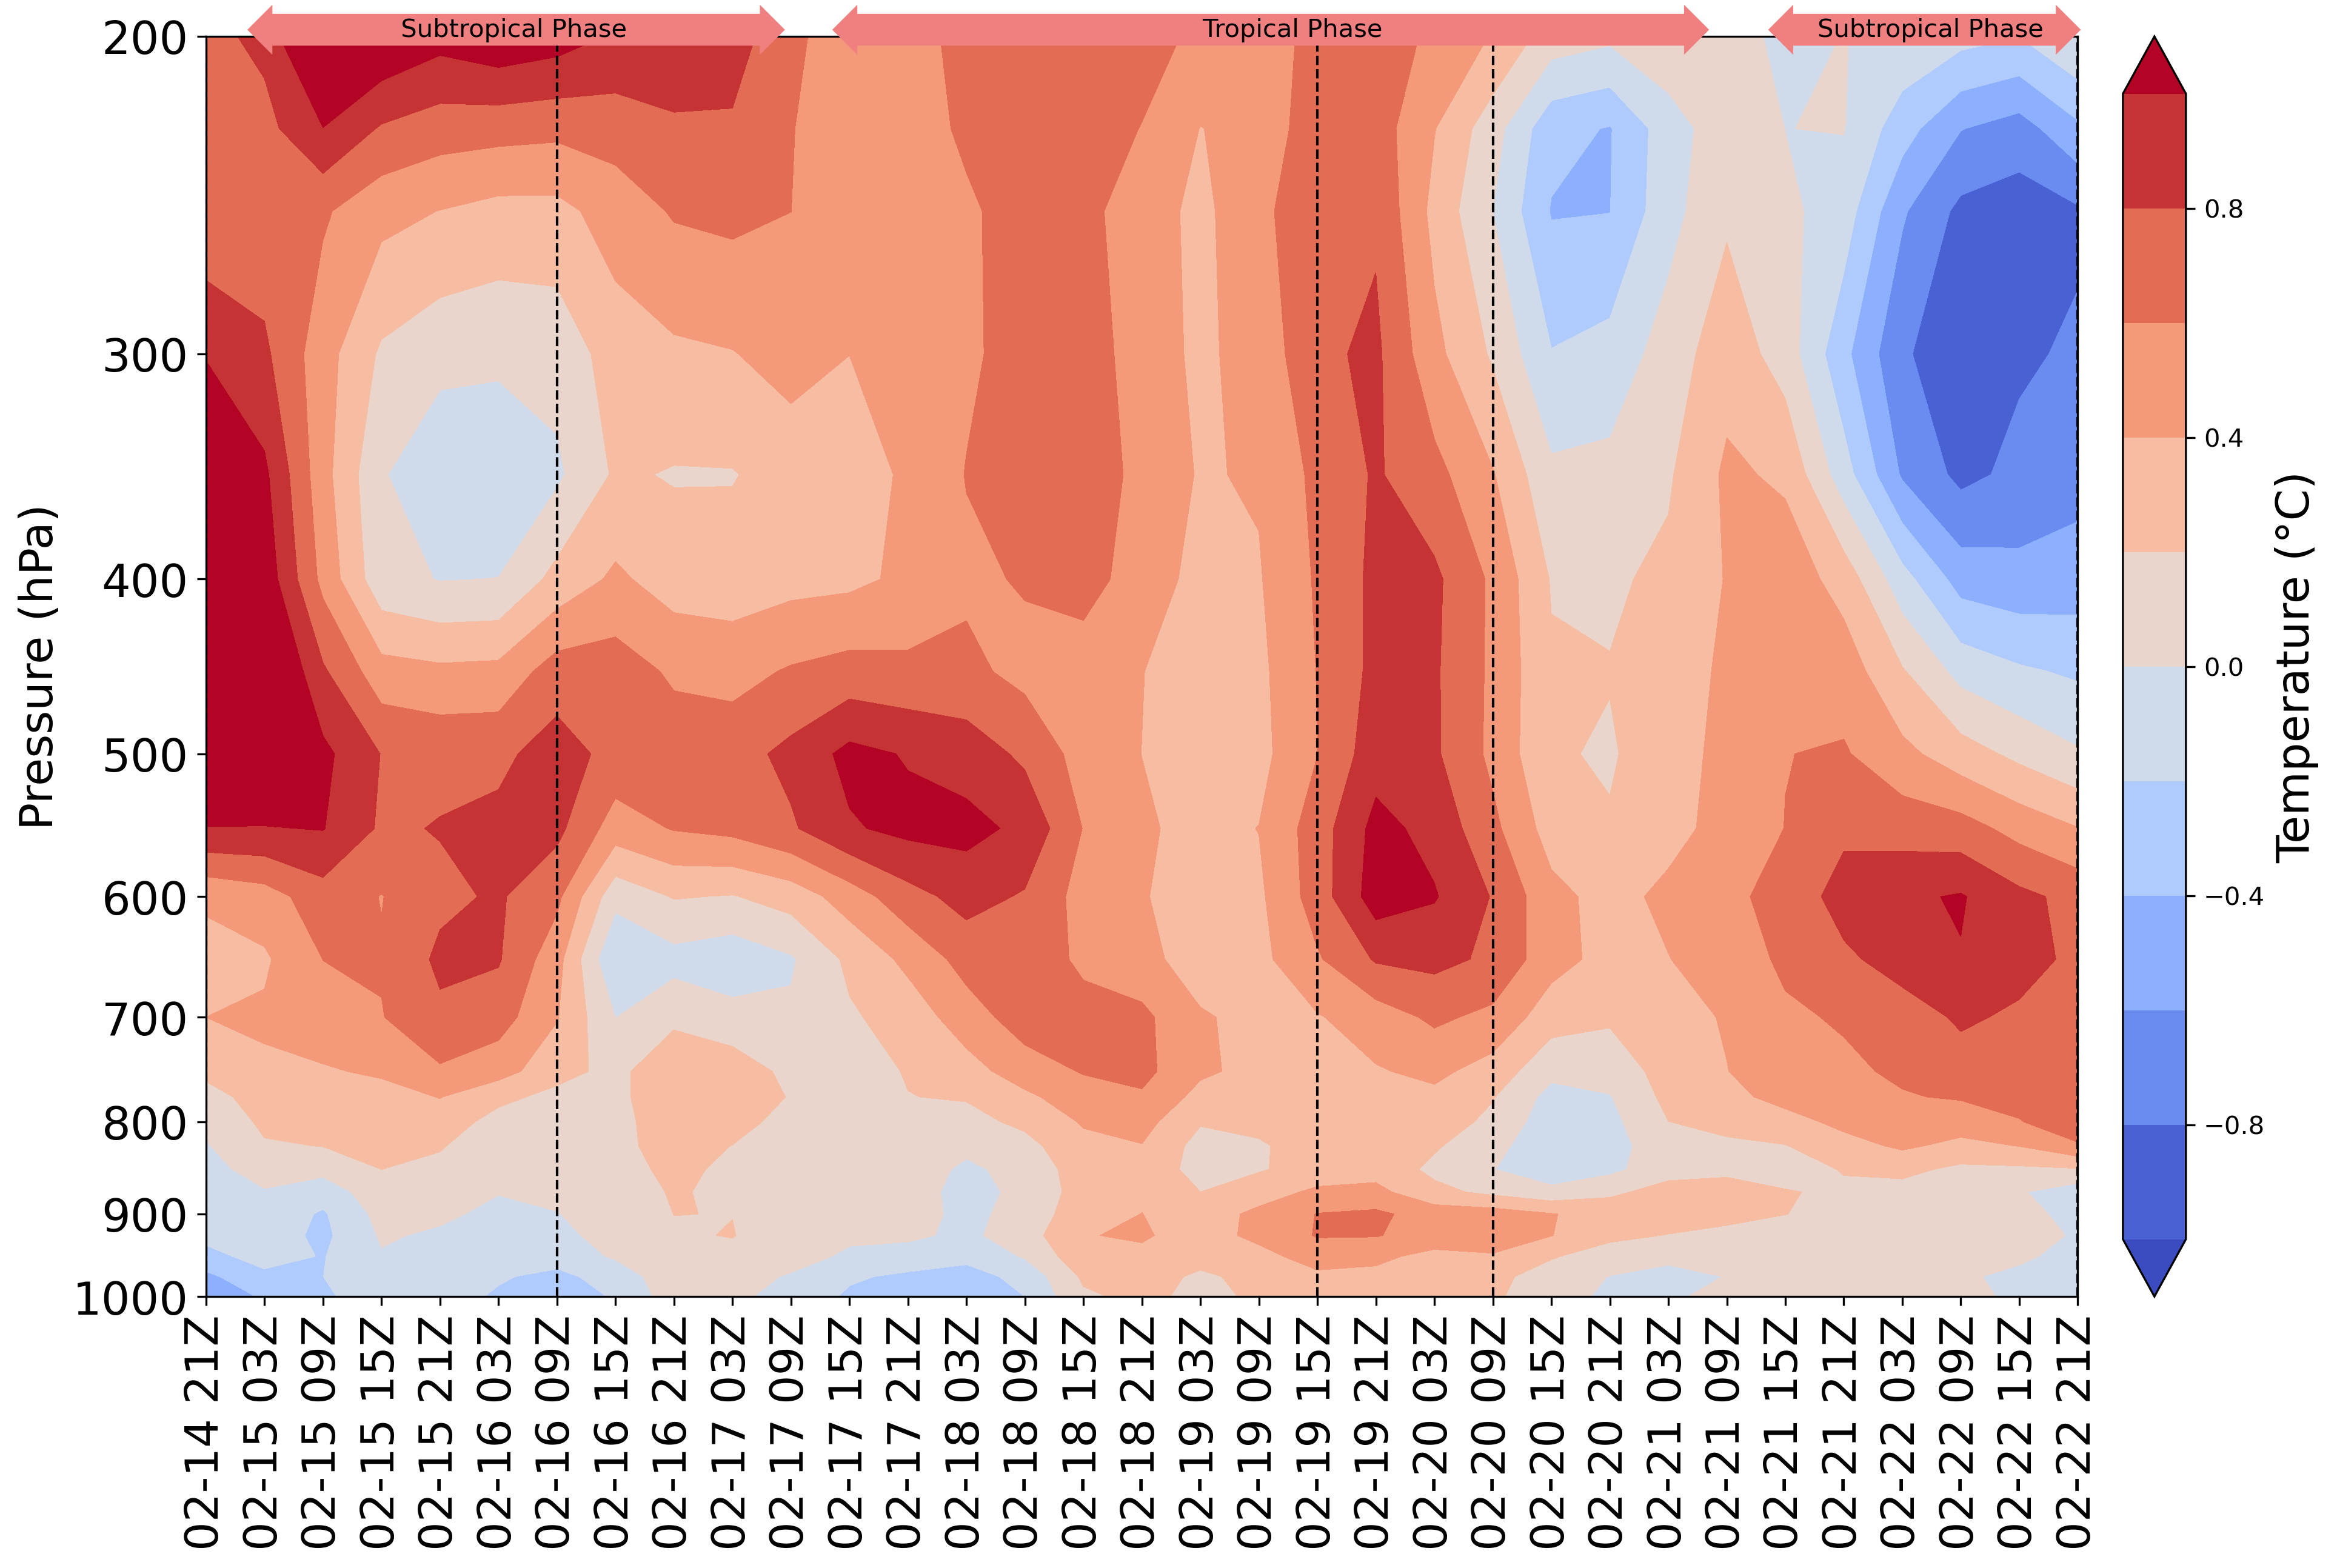 Subtropical Phase
Tropical Phase
Subtropical Phase
200
300
400
500
600
700
800
900
1000
Pressure (hPa)
02-14 21Z
02-15 03Z
02-15 09Z
02-15 15Z
02-15 21Z
02-16 03Z
02-16 09Z
02-16 15Z
02-16 21Z
02-17 03Z
02-17 09Z
02-17 15Z
02-17 21Z
02-18 03Z
02-18 09Z
02-18 15Z
02-18 21Z
02-19 03Z
02-19 09Z
02-19 15Z
02-19 21Z
02-20 03Z
02-20 09Z
02-20 15Z
02-20 21Z
02-21 03Z
02-21 09Z
02-21 15Z
02-21 21Z
02-22 03Z
02-22 09Z
02-22 15Z
02-22 21Z
0.8
0.4
0.0
−0.4
−0.8
Temperature (°C)